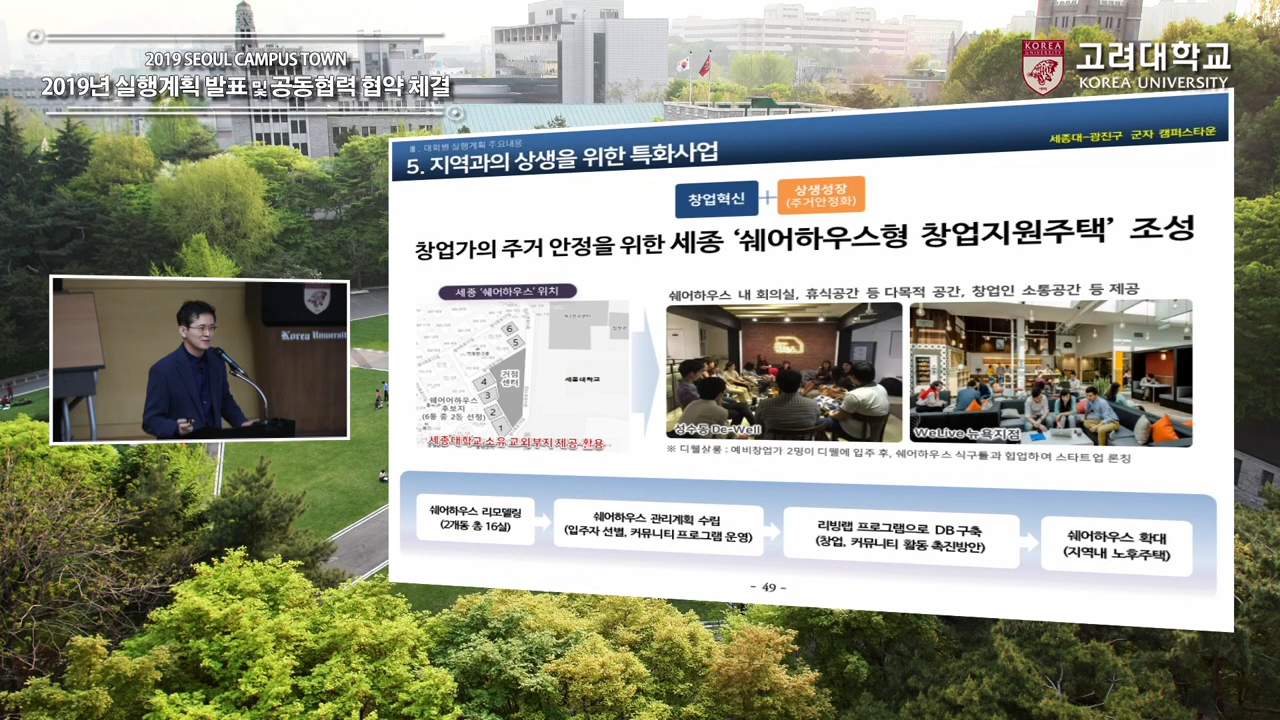 2019 SEOUL CAMPUS TOWN
2019년 실행계획 발표 및 공동협력 협약 체결
KOREA
UNIVERSITY
고려대학교
KOREA UNIVERSITY
Ⅲ. 대학별 실행계획 주요내용
5. 지역과의 상생을 위한 특화사업
세종대-광진구 군자 캠퍼스타운
창업혁신
+
상생성장
(주거안정화)
창업가의 주거 안정을 위한 세종 ‘쉐어하우스형 창업지원주택’ 조성
세종 ‘쉐어하우스’ 위치
6
5
거점
센터
4
3
2
1
세종대학교
쉐어어하우스
후보지
(6동 중 2동 선정)
세종대학교 소유 교외부지 제공·활용
쉐어하우스 내 회의실, 휴식공간 등 다목적 공간, 창업인 소통공간 등 제공
성수동 De-Well
WeLive 뉴욕지점
※ 디웰살롱 : 예비창업가 2명이 디웰에 입주 후, 쉐어하우스 식구들과 협업하여 스타트업 론칭
쉐어하우스 리모델링
(2개동 총 16실)
쉐어하우스 관리계획 수립
(입주자 선별, 커뮤니티 프로그램 운영)
리빙랩 프로그램으로 DB 구축
(창업, 커뮤니티 활동 촉진방안)
쉐어하우스 확대
(지역내 노후주택)
- 49 -
Korea University